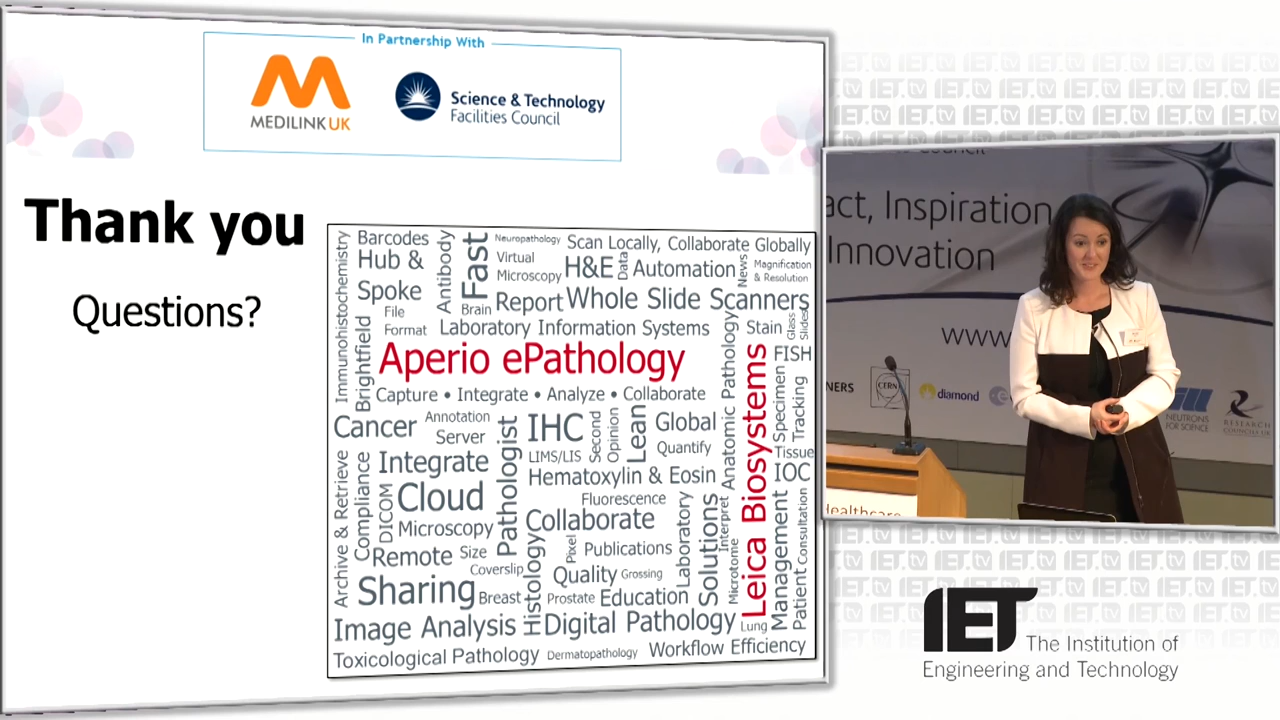 In Partnership With
MEDILINK UK
Science & Technology
Facilities Council
Thank you
Questions?
Immunohistochemistry
Barcodes
Hub &
Spoke
File
Format
Brightfield
Antibody
Fast
Brain
Neuropathology
Virtual
Microscopy
Scan Locally, Collaborate Globally
H&E
Data
Automation
News
Magnification
& Resolution
Report
Whole Slide Scanners
Laboratory Information Systems
Stain
Glass
Slides
Aperio ePathology
Anatomic Pathology
Leica Biosystems
FISH
Capture • Integrate • Analyze • Collaborate
Specimen
Tracking
Cancer
Annotation
Server
Pathologist
IHC
Second
Opinion
Lean
Global
Quantify
LIMS/LIS
Tissue
Integrate
Hematoxylin & Eosin
IOC
Archive & Retrieve
Compliance
DICOM
Cloud
Fluorescence
Microscopy
Collaborate
Laboratory
Solutions
Interpret
Management
Consultation
Remote
Size
Coverslip
Histology
Pixel
Publications
Quality
Grossing
Microtome
Patient
Sharing
Breast
Prostate
Education
Image Analysis
Digital Pathology
Lung
Toxicological Pathology
Dermatopathology
Workflow Efficiency
Council
act, Inspiration
Innovation
www
NERS
CERN
diamond
NEUTRONS
FOR SCIENCE
RESEARCH
COUNCILS UK
Healthcare
IET.tv
IET
The Institution of
Engineering and Technology